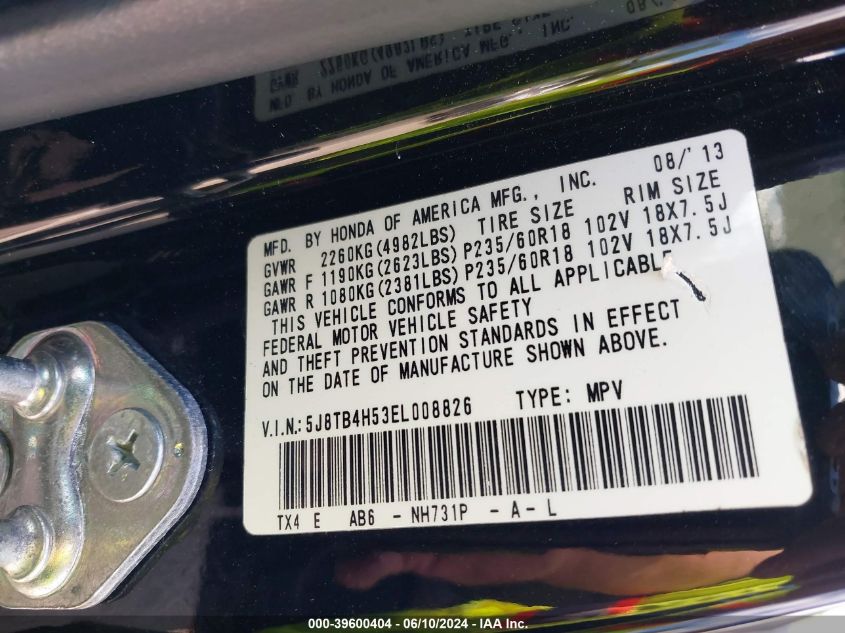 MFD. BY HONDA OF AMERICA MFG., INC. 08/'13
GVWR 2260KG(4982LBS) TIRE SIZE RIM SIZE
GAWR F 1190KG(2623LBS) P235/60R18 102V 18X7.5J
GAWR R 1080KG(2381LBS) P235/60R18 102V 18X7.5J
THIS VEHICLE CONFORMS TO ALL APPLICABLE
FEDERAL MOTOR VEHICLE SAFETY
AND THEFT PREVENTION STANDARDS IN EFFECT
ON THE DATE OF MANUFACTURE SHOWN ABOVE.
V.I.N.: 5J8TB4H53EL008826 TYPE: MPV
TX4 E AB6 - NH731P - A - L
000-39600404 - 06/10/2024 - IAA Inc.